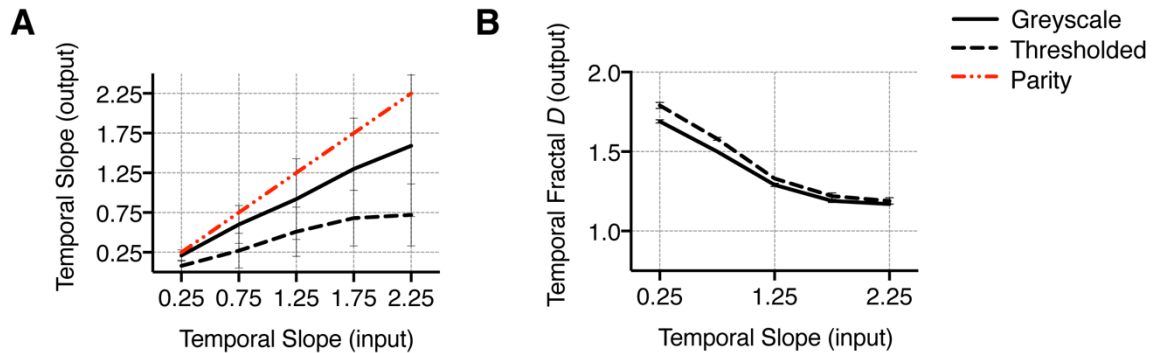 A
Temporal Slope (output)
2.25
1.75
1.25
0.75
0.25
0.25 0.75 1.25 1.75 2.25
Temporal Slope (input)
B
Temporal Fractal D (output)
2.0
1.5
1.0
0.25 1.25 2.25
Temporal Slope (input)
Greyscale
Thresholded
Parity